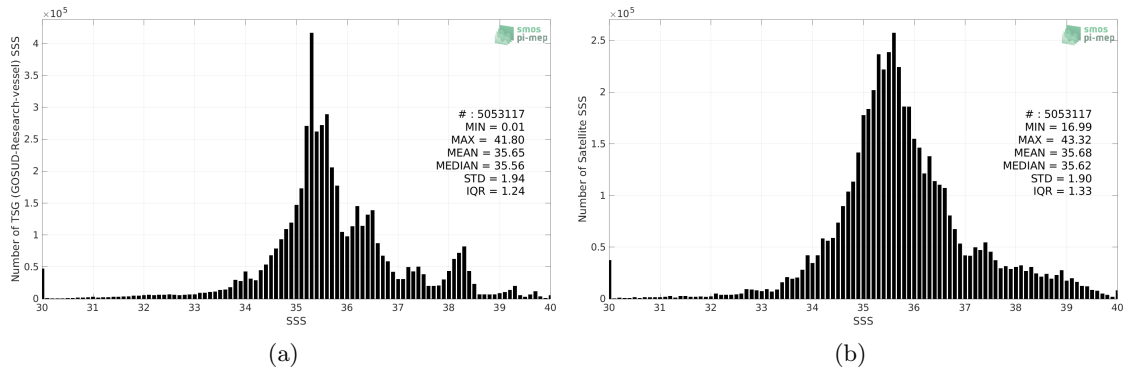 ×10⁵
smos
pi-mep
4
3.5
3
2.5
2
1.5
1
0.5
0
Number of TSG (GOSUD-Research-vessel) SSS
# : 5053117
MIN = 0.01
MAX = 41.80
MEAN = 35.65
MEDIAN = 35.56
STD = 1.94
IQR = 1.24
30 31 32 33 34 35 36 37 38 39 40
SSS
(a)
×10⁵
smos
pi-mep
2.5
2
1.5
1
0.5
0
Number of Satellite SSS
# : 5053117
MIN = 16.99
MAX = 43.32
MEAN = 35.68
MEDIAN = 35.62
STD = 1.90
IQR = 1.33
30 31 32 33 34 35 36 37 38 39 40
SSS
(b)